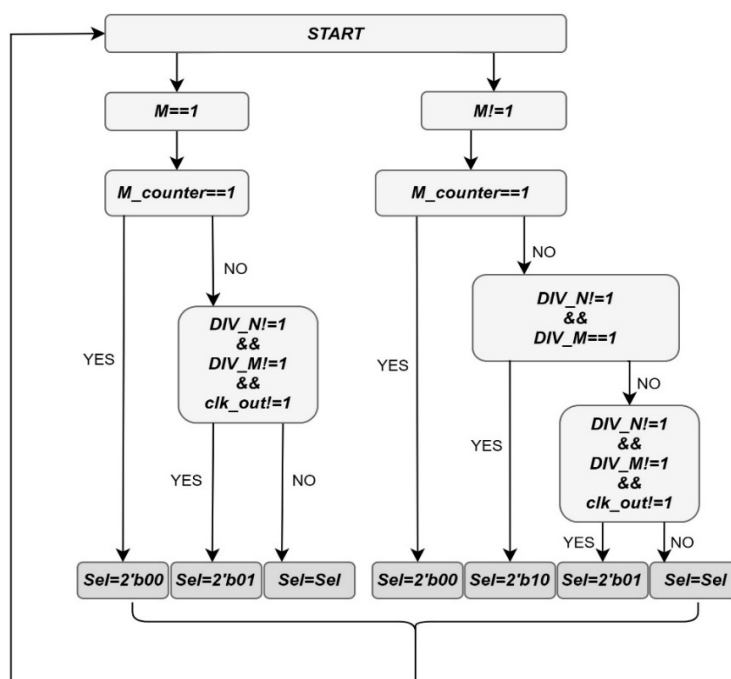 START
M==1
M!=1
M_counter==1
M_counter==1
NO
NO
DIV_N!=1
&&
DIV_M==1
DIV_N!=1
&&
DIV_M!=1
&&
clk_out!=1
YES
YES
NO
DIV_N!=1
&&
DIV_M!=1
&&
clk_out!=1
YES
YES
NO
YES
NO
Sel=2'b00
Sel=2'b01
Sel=Sel
Sel=2'b00
Sel=2'b10
Sel=2'b01
Sel=Sel